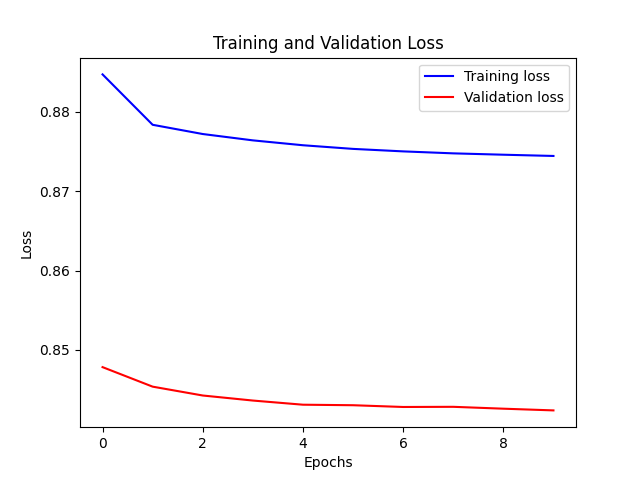 Training and Validation Loss
Training loss
Validation loss
0.88
0.87
0.86
0.85
Loss
0 2 4 6 8
Epochs